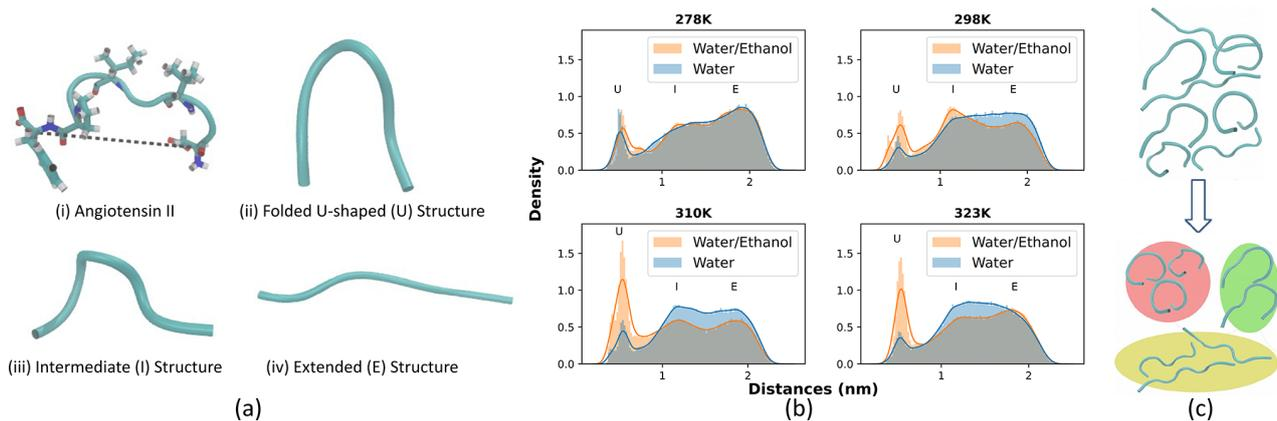 (i) Angiotensin II
(ii) Folded U-shaped (U) Structure
(iii) Intermediate (I) Structure
(iv) Extended (E) Structure
(a)
Density
278K
Water/Ethanol
Water
U
I
E
1.5
1.0
0.5
0.0
1
2
298K
Water/Ethanol
Water
U
I
E
1.5
1.0
0.5
0.0
1
2
310K
Water/Ethanol
Water
U
I
E
1.5
1.0
0.5
0.0
1
2
323K
Water/Ethanol
Water
U
I
E
1.5
1.0
0.5
0.0
1
2
Distances (nm)
(b)
(c)